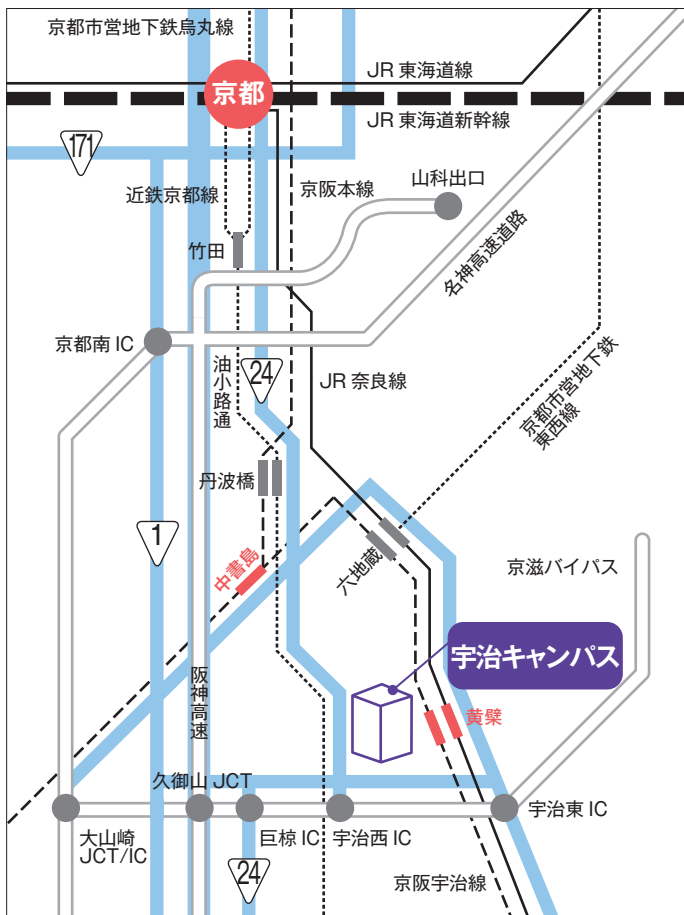 京都市営地下鉄烏丸線
JR 東海道線
京都
JR 東海道新幹線
171
近鉄京都線
京阪本線
山科出口
竹田
名神高速道路
京都南 IC
油小路通
24
JR 奈良線
京都市営地下鉄
東西線
丹波橋
1
中書島
六地蔵
京滋バイパス
宇治キャンパス
阪神高速
黄檗
久御山 JCT
大山崎
JCT/IC
巨椋 IC
宇治西 IC
宇治東 IC
24
京阪宇治線